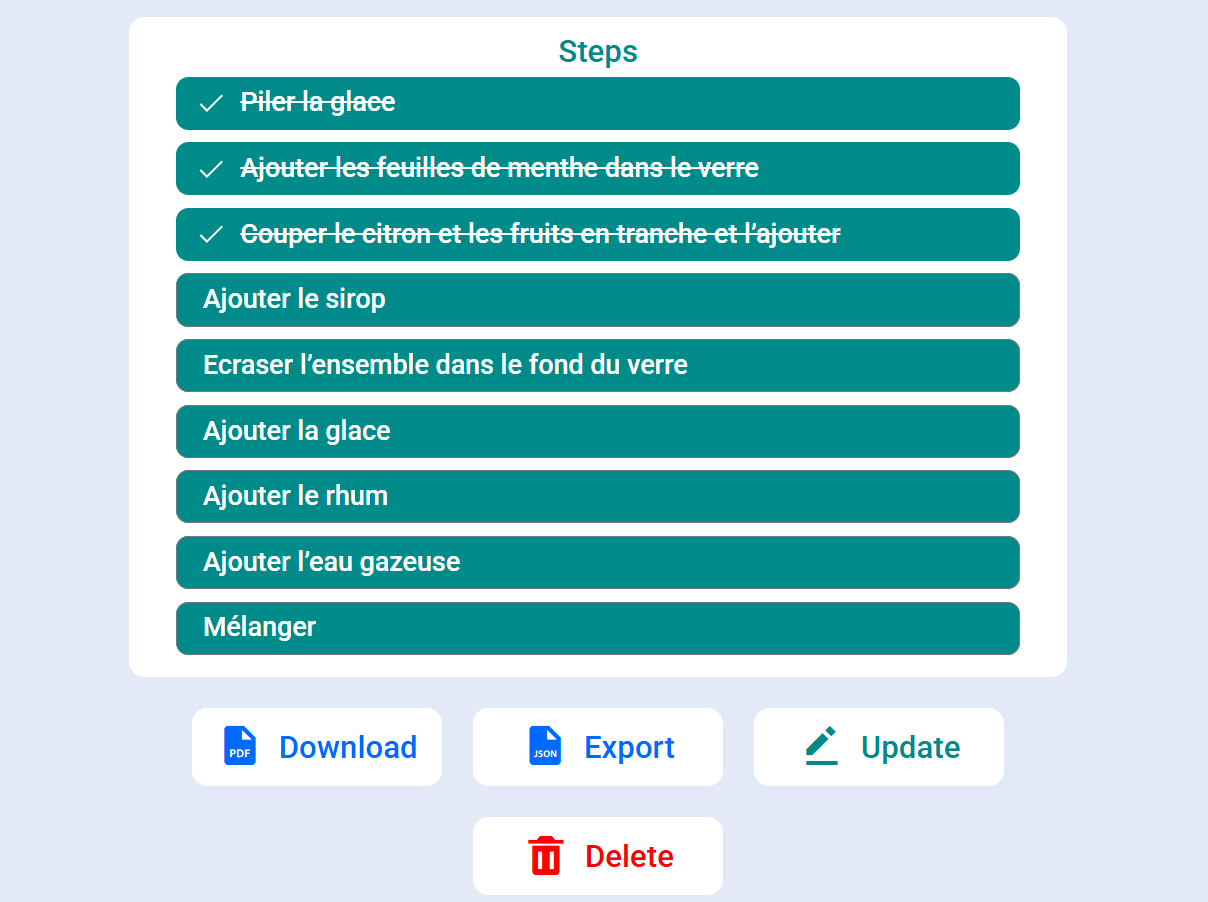 Steps
Piler la glace
Ajouter les feuilles de menthe dans le verre
Couper le citron et les fruits en tranche et l’ajouter
Ajouter le sirop
Ecraser l’ensemble dans le fond du verre
Ajouter la glace
Ajouter le rhum
Ajouter l’eau gazeuse
Mélanger
PDF Download
JSON Export
Update
Delete